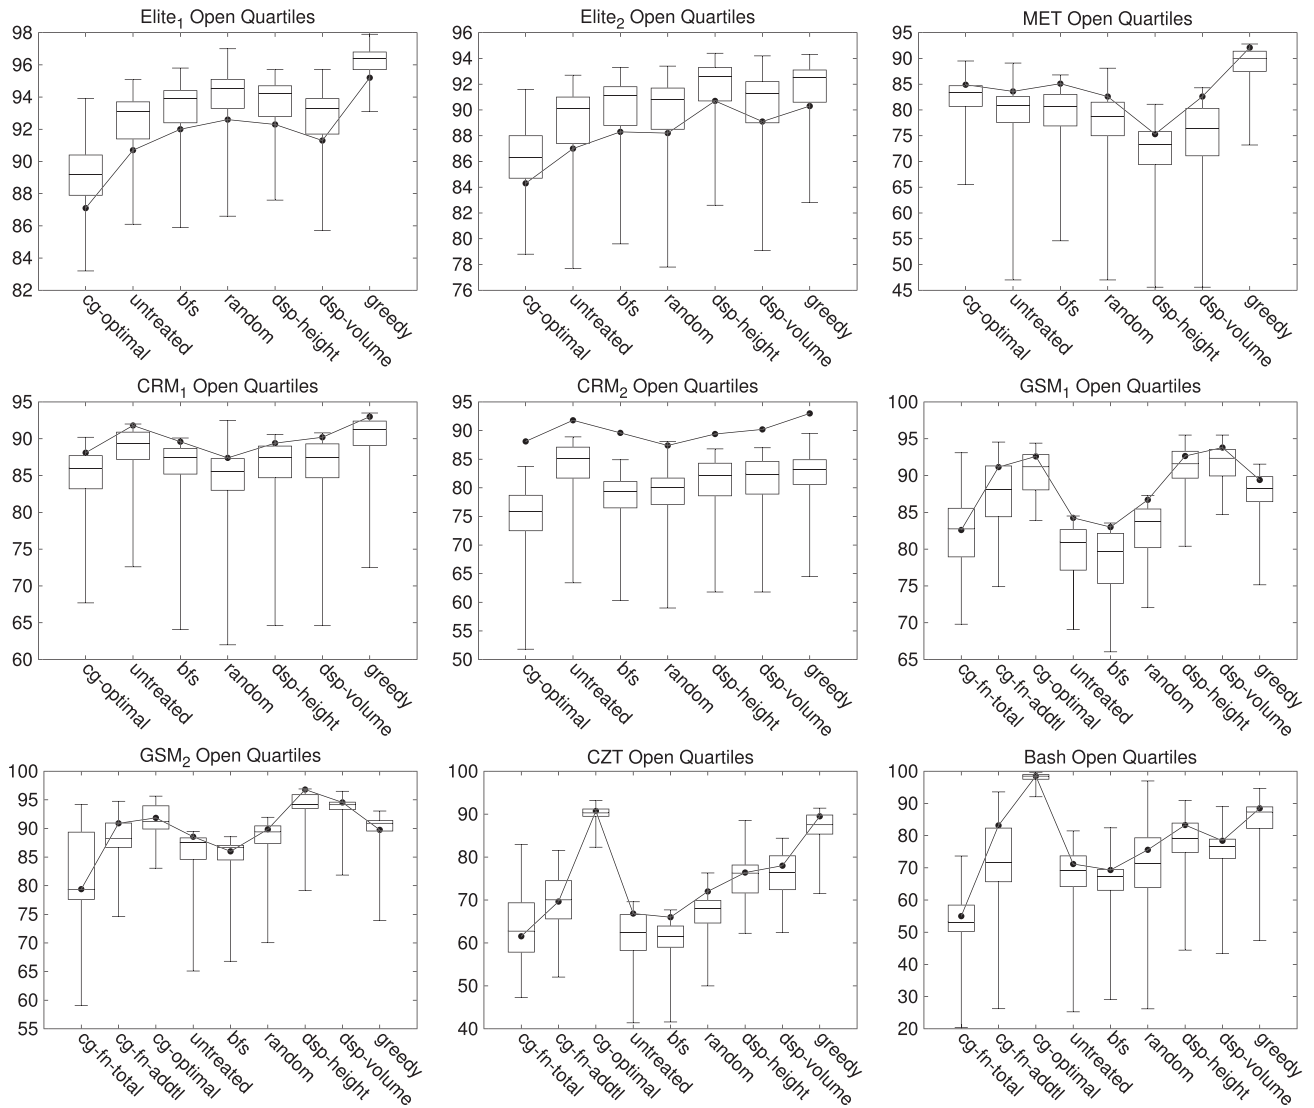 Elite1 Open Quartiles
98
96
94
92
90
88
86
84
82
cg-optimal
untreated
bfs
random
dsp-height
dsp-volume
greedy
Elite2 Open Quartiles
96
94
92
90
88
86
84
82
80
78
76
cg-optimal
untreated
bfs
random
dsp-height
dsp-volume
greedy
MET Open Quartiles
95
90
85
80
75
70
65
60
55
50
45
cg-optimal
untreated
bfs
random
dsp-height
dsp-volume
greedy
CRM1 Open Quartiles
95
90
85
80
75
70
65
60
cg-optimal
untreated
bfs
random
dsp-height
dsp-volume
greedy
CRM2 Open Quartiles
95
90
85
80
75
70
65
60
55
50
cg-optimal
untreated
bfs
random
dsp-height
dsp-volume
greedy
GSM1 Open Quartiles
100
95
90
85
80
75
70
65
cg-fn-total
cg-fn-addtl
cg-optimal
untreated
bfs
random
dsp-height
dsp-volume
greedy
GSM2 Open Quartiles
100
95
90
85
80
75
70
65
60
55
cg-fn-total
cg-fn-addtl
cg-optimal
untreated
bfs
random
dsp-height
dsp-volume
greedy
CZT Open Quartiles
100
90
80
70
60
50
40
cg-fn-total
cg-fn-addtl
cg-optimal
untreated
bfs
random
dsp-height
dsp-volume
greedy
Bash Open Quartiles
100
90
80
70
60
50
40
30
20
cg-fn-total
cg-fn-addtl
cg-optimal
untreated
bfs
random
dsp-height
dsp-volume
greedy